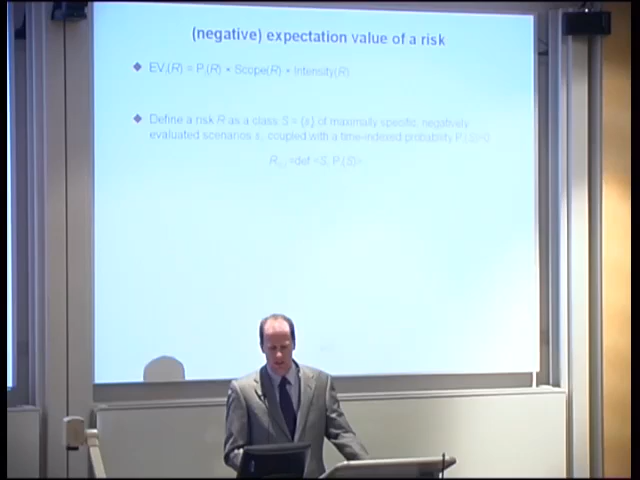 (negative) expectation value of a risk
EV(R) = P(R) × Scope(R) × Intensity(R)
Define a risk R as a class S = {s} of maximally specific, negatively
evaluated scenarios s, coupled with a time-indexed probability
=def